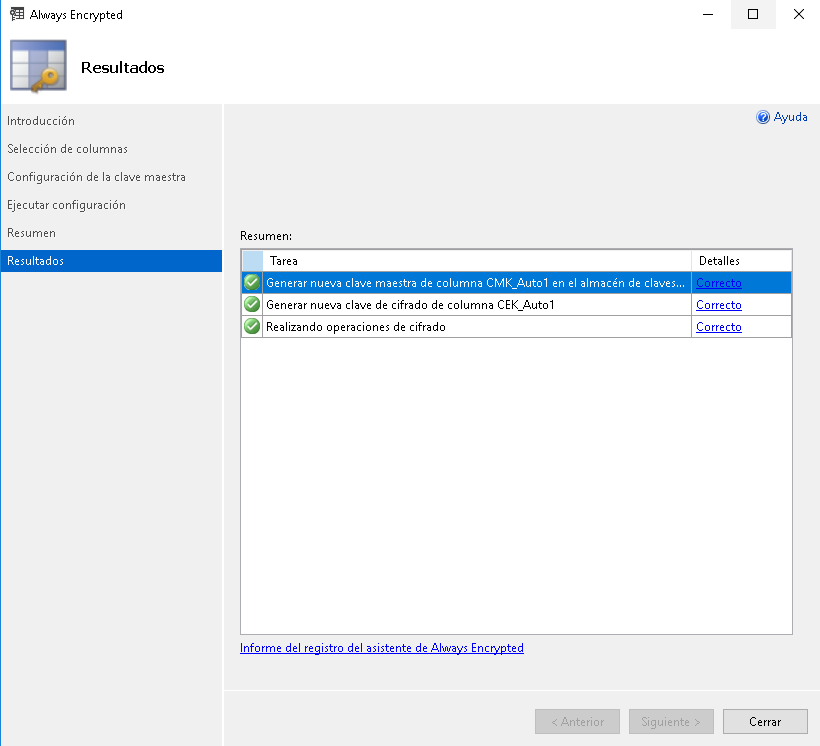 Always Encrypted
Resultados
Introducción
Selección de columnas
Configuración de la clave maestra
Ejecutar configuración
Resumen
Resultados
Ayuda
Resumen:
Tarea Detalles
Generar nueva clave maestra de columna CMK_Auto1 en el almacén de claves... Correcto
Generar nueva clave de cifrado de columna CEK_Auto1 Correcto
Realizando operaciones de cifrado Correcto
Informe del registro del asistente de Always Encrypted
< Anterior Siguiente > Cerrar